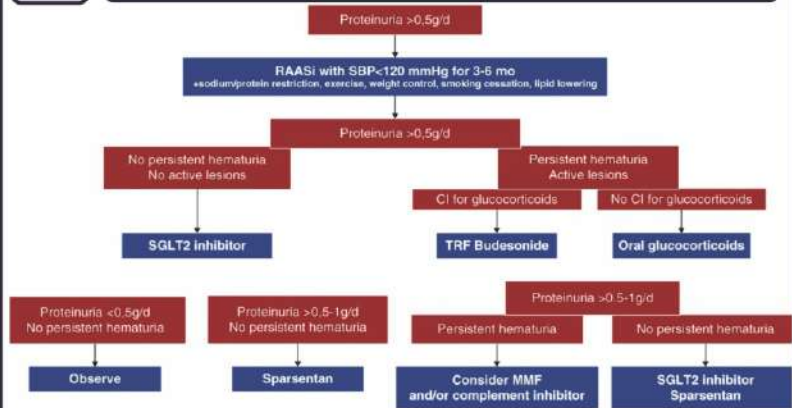 Proteinuria >0,5g/d
RAASi with SBP<120 mmHg for 3-6 mo
+sodium/protein restriction, exercise, weight control, smoking cessation, lipid lowering
Proteinuria >0,5g/d
No persistent hematuria
No active lesions
Persistent hematuria
Active lesions
CI for glucocorticoids
No CI for glucocorticoids
SGLT2 inhibitor
TRF Budesonide
Oral glucocorticoids
Proteinuria <0,5g/d
No persistent hematuria
Proteinuria >0.5-1g/d
No persistent hematuria
Proteinuria >0.5-1g/d
Persistent hematuria
No persistent hematuria
Observe
Sparsentan
Consider MMF
and/or complement inhibitor
SGLT2 inhibitor
Sparsentan